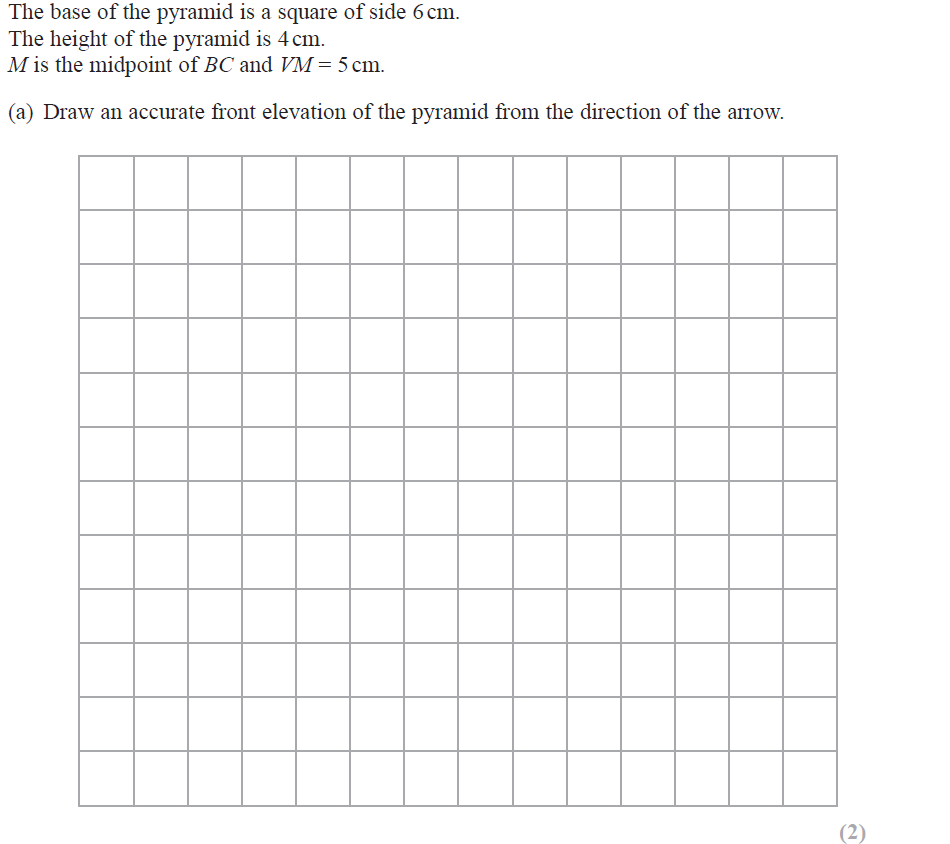 The base of the pyramid is a square of side 6 cm.
The height of the pyramid is 4 cm.
M is the midpoint of BC and VM = 5 cm.
(a) Draw an accurate front elevation of the pyramid from the direction of the arrow.
(2)